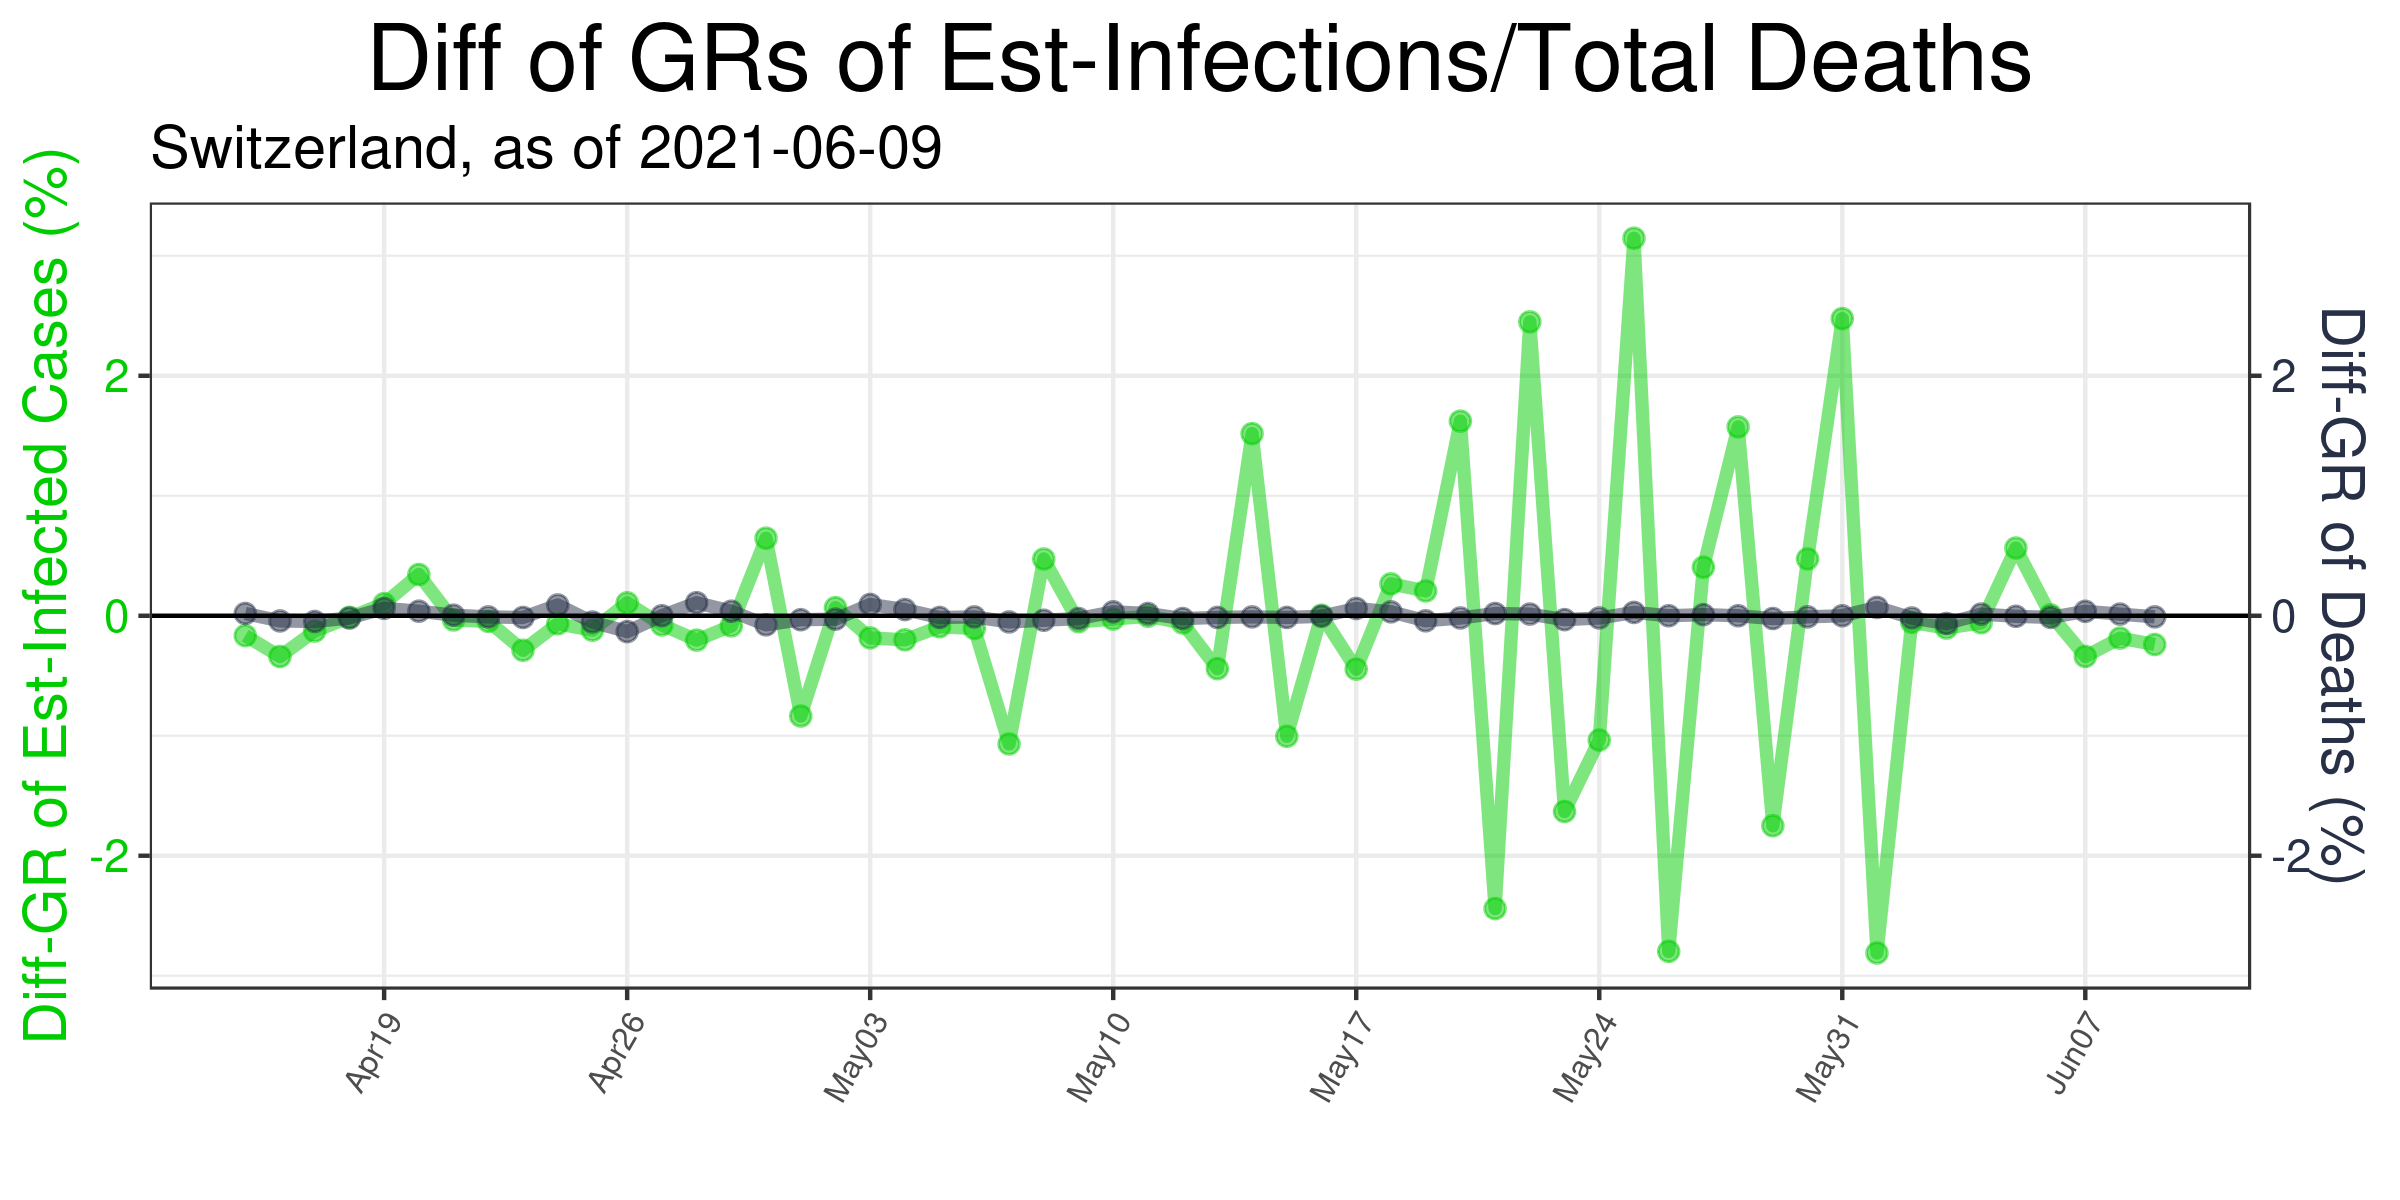 Diff of GRs of Est-Infections/Total Deaths
Switzerland, as of 2021-06-09
Diff-GR of Est-Infected Cases (%)
2
0
-2
2
0
-2
Diff-GR of Deaths (%)
Apr19
Apr26
May03
May10
May17
May24
May31
Jun07